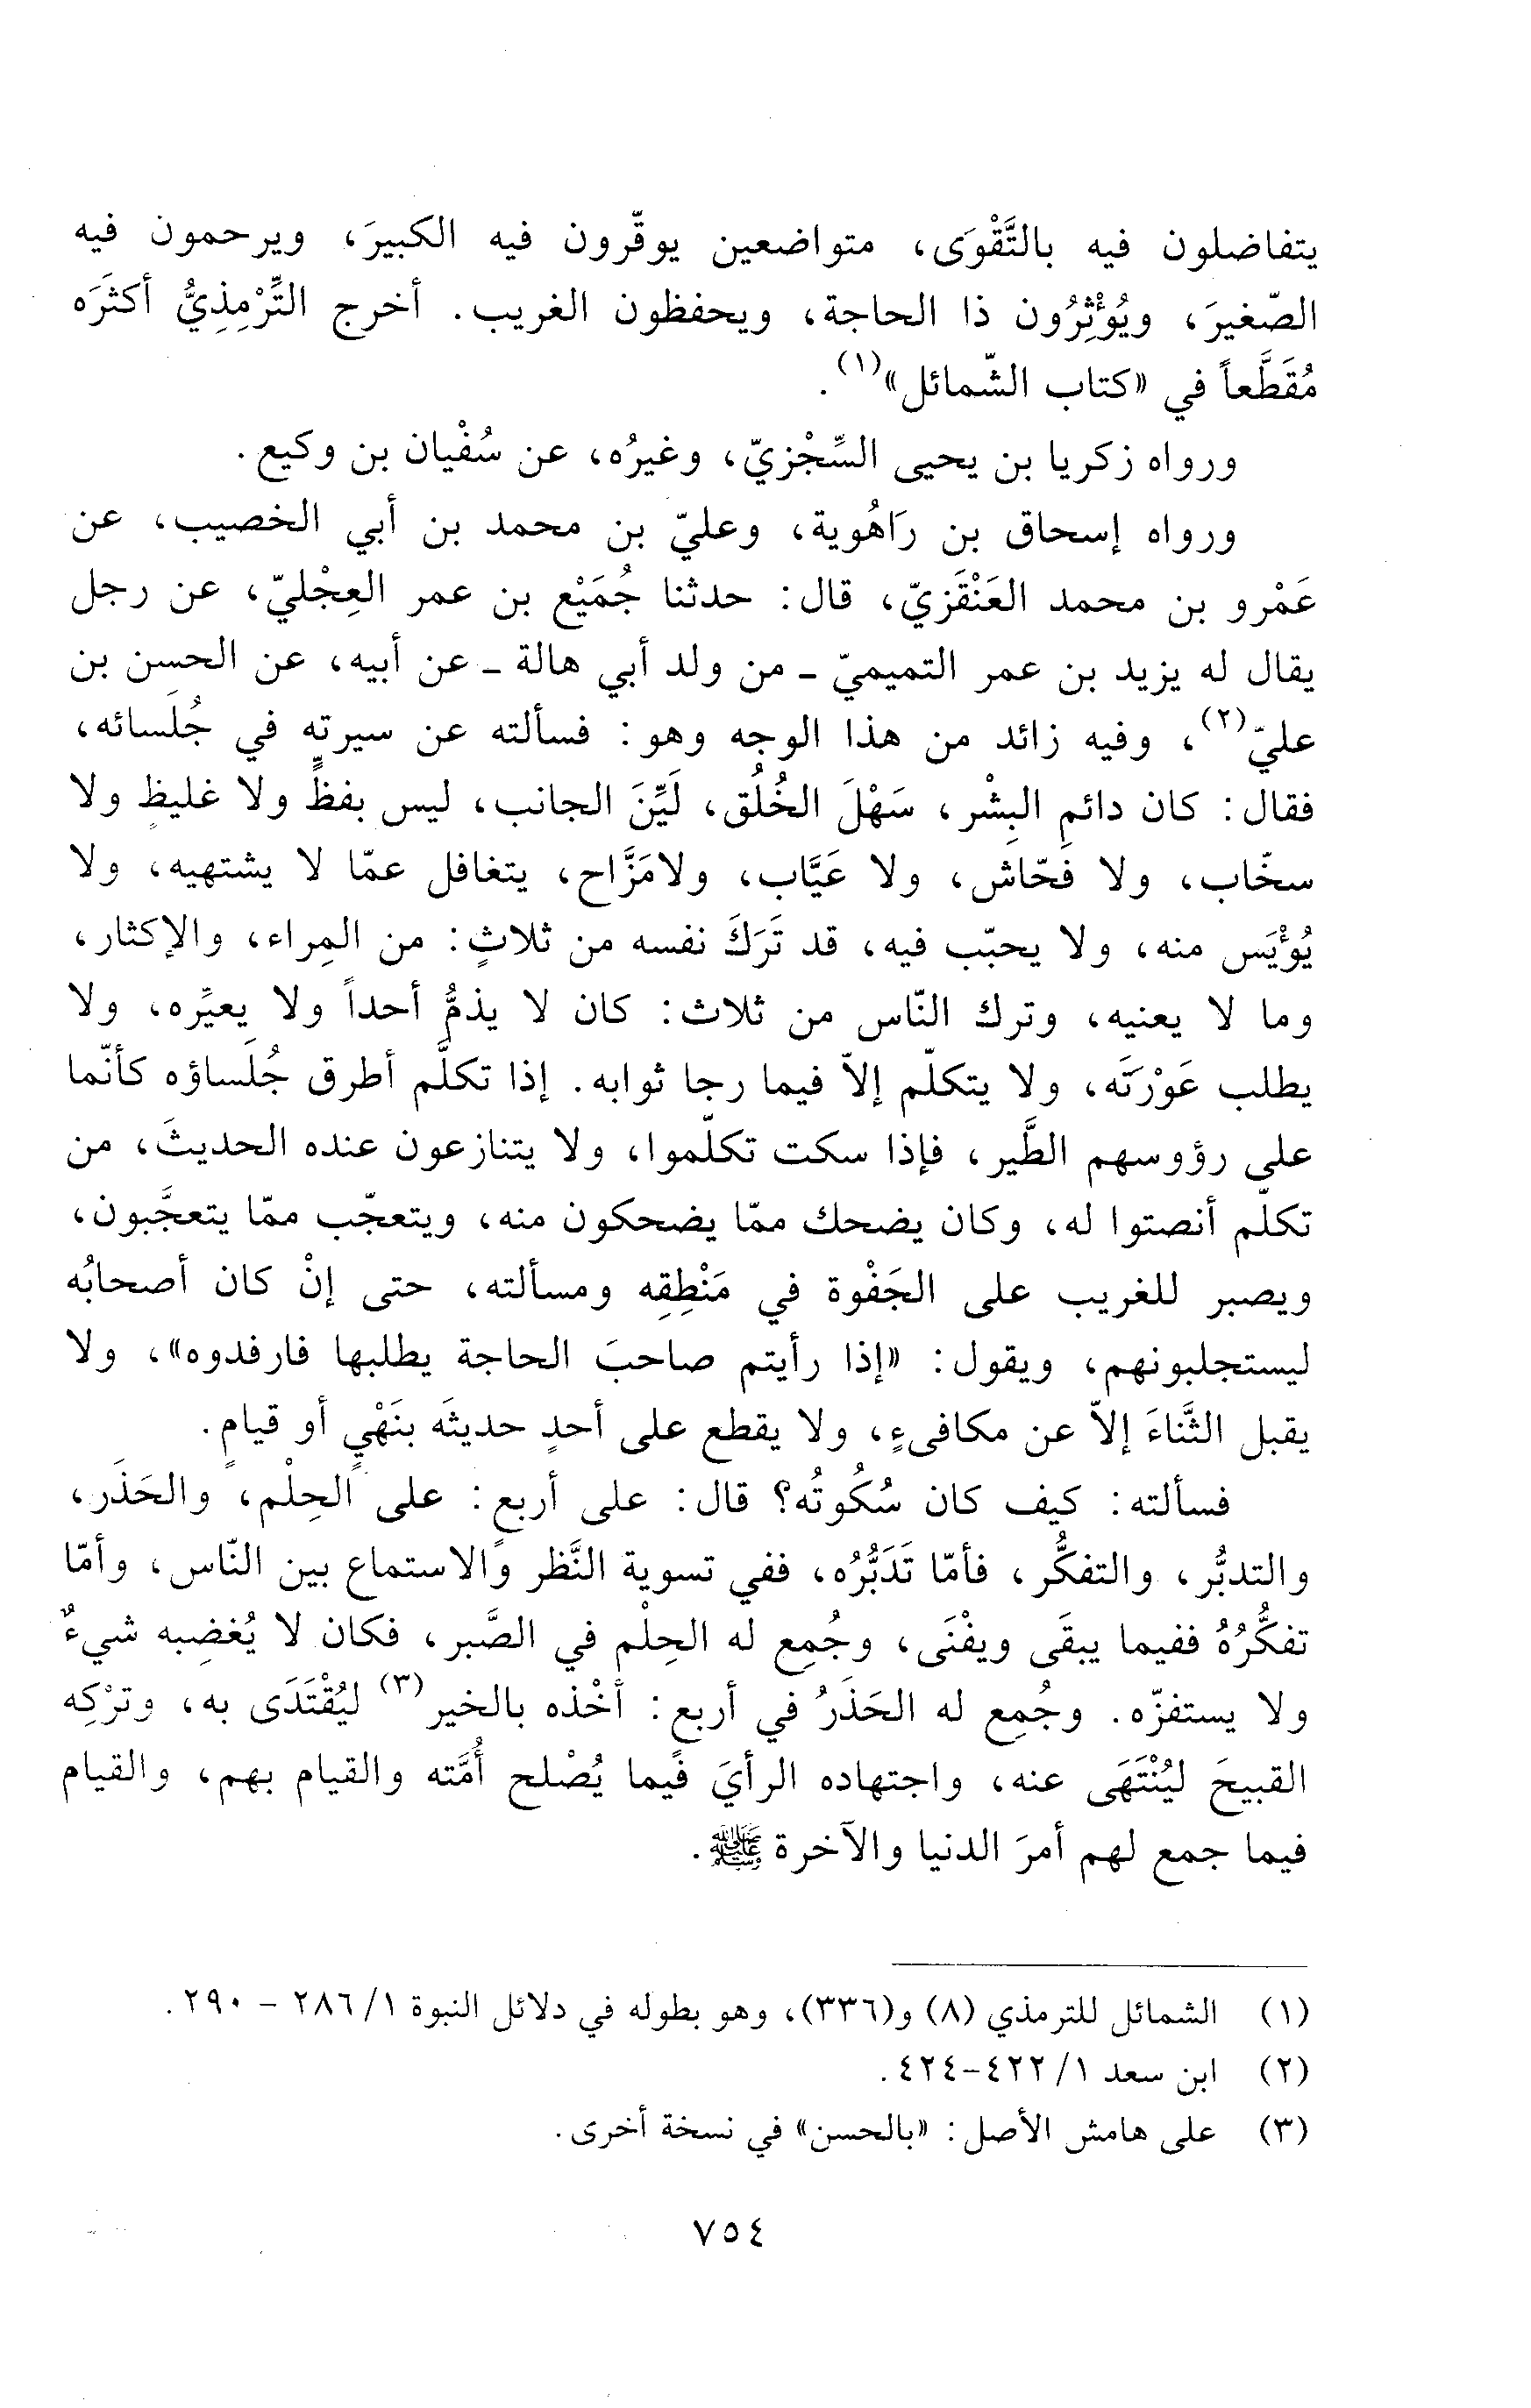 يتفاضلون فيه بالتَّقْوَى، متواضعين يوقّرون فيه الكبيرَ، ويرحمون فيه
الصّغيرَ، ويُؤْثِرُون ذا الحاجة، ويحفظون الغريب. أخرج التِّرْمِذِيُّ أكثَرَه
مُقَطَّعاً في «كتاب الشّمائل»(١).
ورواه زكريا بن يحيى السِّجْزيّ، وغيرُه، عن سُفْيان بن وكيع.
ورواه إسحاق بن رَاهُوية، وعليّ بن محمد بن أبي الخصيب، عن
عَمْرو بن محمد العَنْقَزيّ، قال: حدثنا جُمَيْع بن عمر العِجْليّ، عن رجل
يقال له يزيد بن عمر التميميّ ـ من ولد أبي هالة ـ عن أبيه، عن الحسن بن
عليّ(٢)، وفيه زائد من هذا الوجه وهو: فسألته عن سيرته في جُلَسائه،
فقال: كان دائمِ البِشْر، سَهْلَ الخُلُق، لَيِّنَ الجانب، ليس بفظٍّ ولا غليظٍ ولا
سخّاب، ولا فحّاش، ولا عَيَّاب، ولامَزَّاح، يتغافل عمّا لا يشتهيه، ولا
يُؤْيَس منه، ولا يحبّب فيه، قد تَرَكَ نفسه من ثلاثٍ: من المِراء، والإكثار،
وما لا يعنيه، وترك النّاس من ثلاث: كان لا يذمُّ أحداً ولا يعيِّره، ولا
يطلب عَوْرَتَه، ولا يتكلّم إلاّ فيما رجا ثوابه. إذا تكلَّم أطرق جُلَساؤه كأنّما
على رؤوسهم الطَّير، فإذا سكت تكلّموا، ولا يتنازعون عنده الحديثَ، من
تكلّم أنصتوا له، وكان يضحك ممّا يضحكون منه، ويتعجّب ممّا يتعجَّبون،
ويصبر للغريب على الجَفْوة في مَنْطِقِه ومسألته، حتى إنْ كان أصحابُه
ليستجلبونهم، ويقول: «إذا رأيتم صاحبَ الحاجة يطلبها فارفدوه»، ولا
يقبل الثَّناءَ إلاّ عن مكافىءٍ، ولا يقطع على أحدٍ حديثَه بنَهْيٍ أو قيامٍ.
فسألته: كيف كان سُكُوتُه؟ قال: على أربعٍ: على الحِلْم، والحَذَر،
والتدبُّر، والتفكُّر، فأمّا تَدَبُّرُه، ففي تسوية النَّظر والاستماع بين النّاس، وأمّا
تفكُّرُهُ ففيما يبقَى ويفْنَى، وجُمِع له الحِلْم في الصَّبر، فكان لا يُغضِبه شيءٌ
ولا يستفزّه. وجُمِع له الحَذَرُ في أربع: أخْذه بالخير(٣) ليُقْتَدَى به، وترْكِه
القبيحَ ليُنْتَهَى عنه، واجتهاده الرأيَ فيما يُصْلح أُمَّته والقيام بهم، والقيام
فيما جمع لهم أمرَ الدنيا والآخرة ﷺ.
(١) الشمائل للترمذي (٨) و(٣٣٦)، وهو بطوله في دلائل النبوة ١/ ٢٨٦ - ٢٩٠.
(٢) ابن سعد ١/ ٤٢٢-٤٢٤.
(٣) على هامش الأصل: «بالحسن» في نسخة أخرى.
٧٥٤